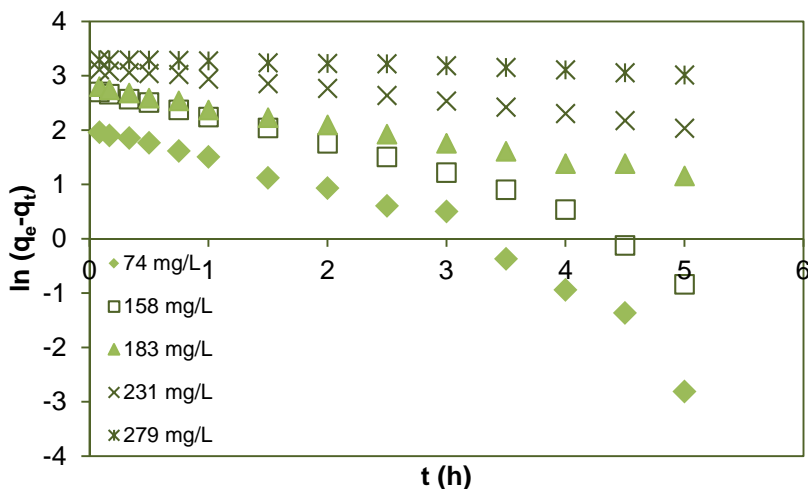 4
3
2
1
0
-1
-2
-3
-4
ln (qe-qt)
0 1 2 3 4 5 6
t (h)
74 mg/L
158 mg/L
183 mg/L
231 mg/L
279 mg/L